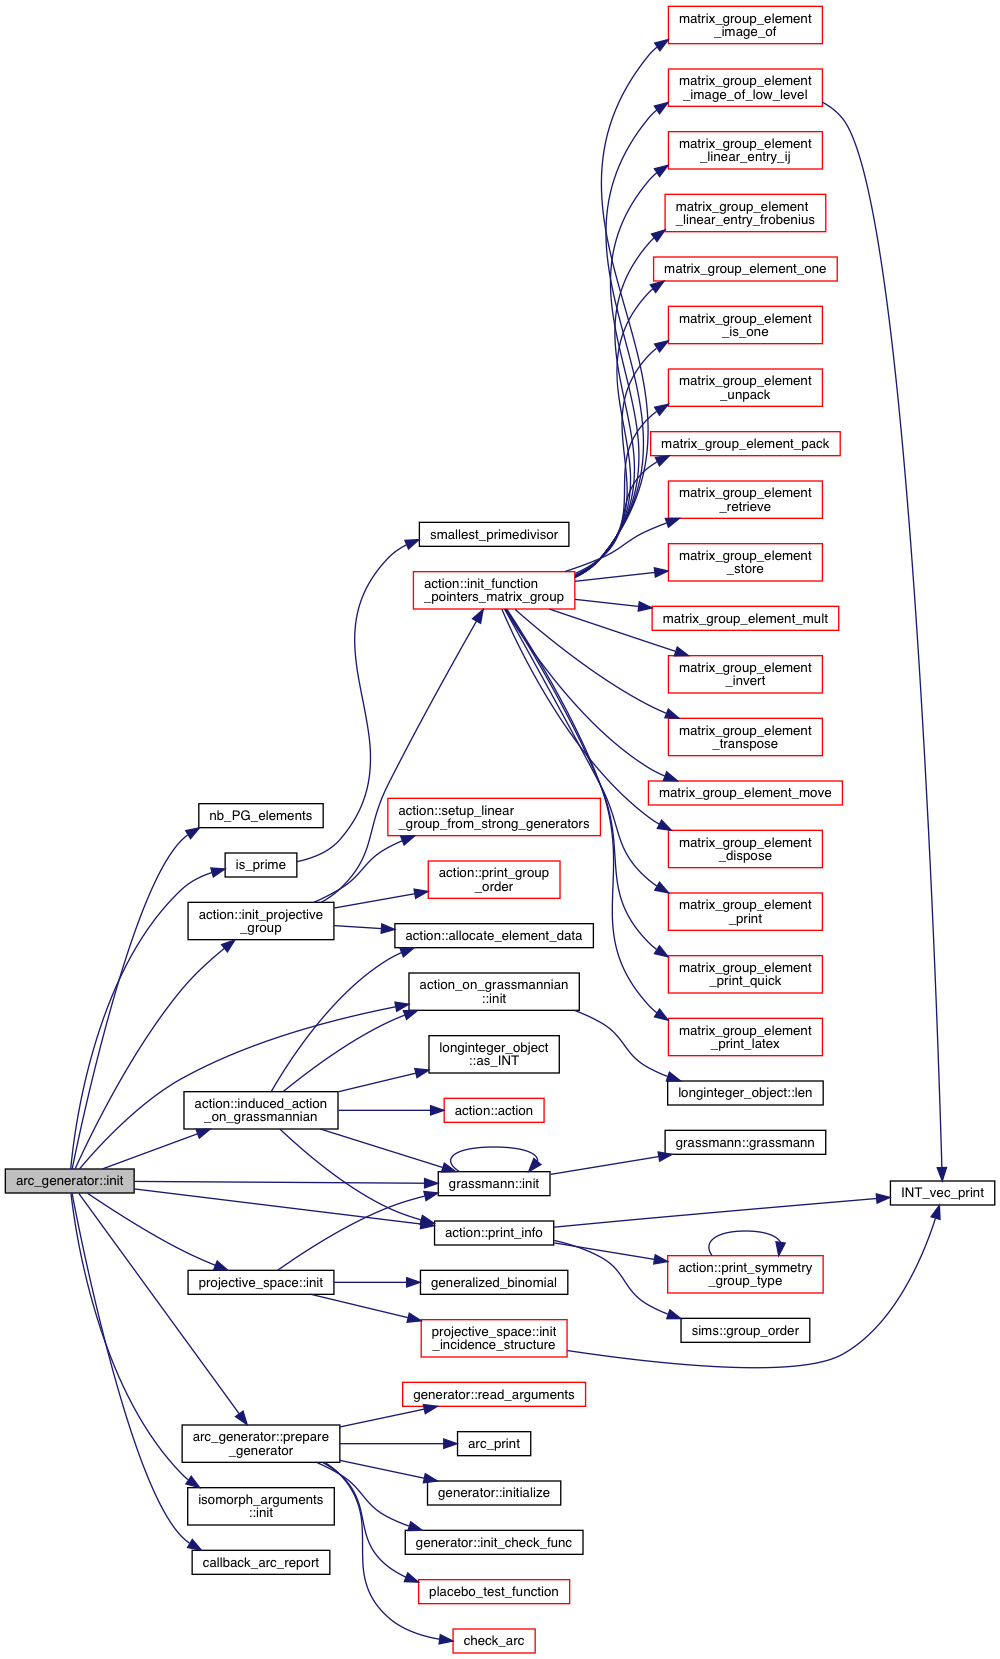 matrix_group_element
_image_of
matrix_group_element
_image_of_low_level
matrix_group_element
_linear_entry_ij
matrix_group_element
_linear_entry_frobenius
matrix_group_element_one
matrix_group_element
_is_one
matrix_group_element
_unpack
matrix_group_element_pack
matrix_group_element
_retrieve
smallest_primedivisor
matrix_group_element
_store
action::init_function
_pointers_matrix_group
matrix_group_element_mult
matrix_group_element
_invert
matrix_group_element
_transpose
matrix_group_element_move
nb_PG_elements
action::setup_linear
_group_from_strong_generators
matrix_group_element
_dispose
is_prime
action::print_group
_order
matrix_group_element
_print
action::init_projective
_group
action::allocate_element_data
matrix_group_element
_print_quick
action_on_grassmannian
::init
matrix_group_element
_print_latex
longinteger_object
::as_INT
longinteger_object::len
action::induced_action
_on_grassmannian
action::action
grassmann::grassmann
arc_generator::init
grassmann::init
INT_vec_print
action::print_info
action::print_symmetry
_group_type
projective_space::init
generalized_binomial
sims::group_order
projective_space::init
_incidence_structure
generator::read_arguments
arc_generator::prepare
_generator
arc_print
generator::initialize
isomorph_arguments
::init
generator::init_check_func
callback_arc_report
placebo_test_function
check_arc